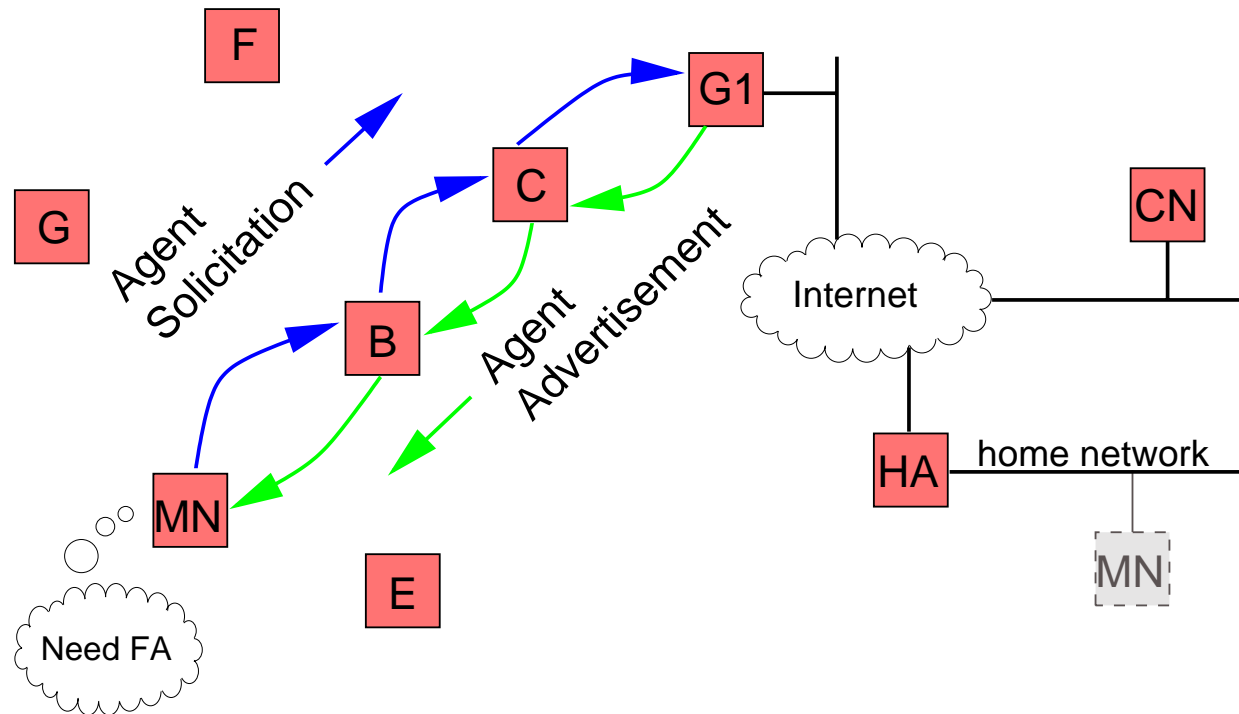 F
G1
G
Agent
Solicitation
C
CN
Internet
B
Agent
Advertisement
HA
home network
MN
MN
E
Need FA